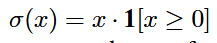 σ(x) = x · 𝟏[x ≥ 0]